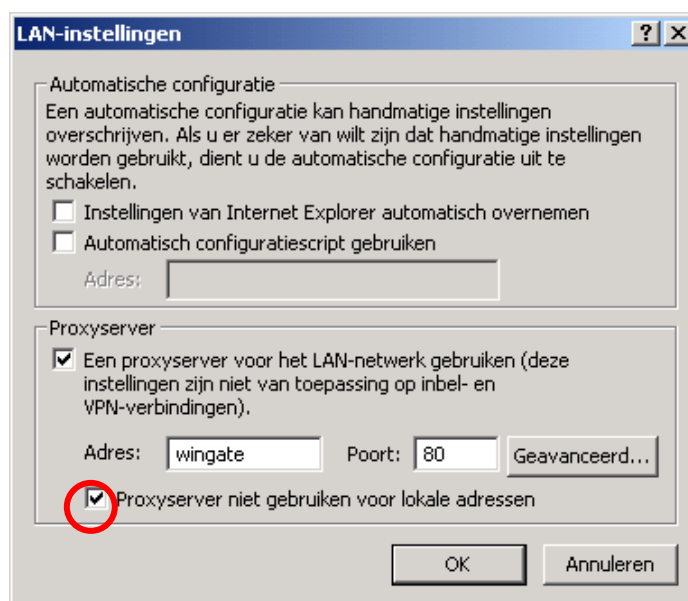 LAN-instellingen
Automatische configuratie
Een automatische configuratie kan handmatige instellingen
overschrijven. Als u er zeker van wilt zijn dat handmatige instellingen
worden gebruikt, dient u de automatische configuratie uit te
schakelen.
Instellingen van Internet Explorer automatisch overnemen
Automatisch configuratiescript gebruiken
Adres:
Proxyserver
Een proxyserver voor het LAN-netwerk gebruiken (deze
instellingen zijn niet van toepassing op inbel- en
VPN-verbindingen).
Adres: wingate Poort: 80 Geavanceerd...
Proxyserver niet gebruiken voor lokale adressen
OK Annuleren